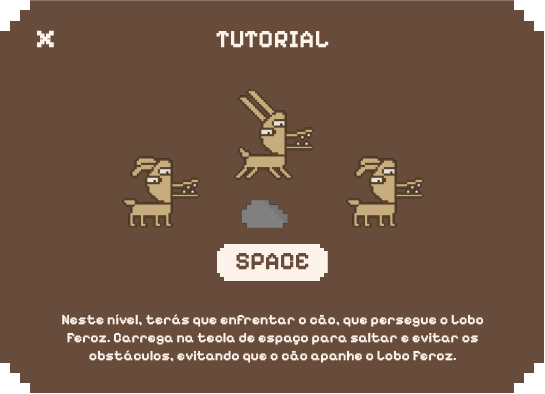 TUTORIAL
SPACE
Neste nível, terás que enfrentar o cão, que persegue o Lobo
Feroz. Carrega na tecla de espaço para saltar e evitar os
obstáculos, evitando que o cão apanhe o Lobo Feroz.